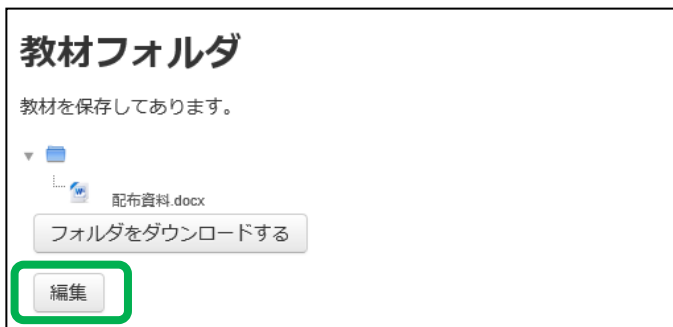 教材フォルダ
教材を保存してあります。
配布資料.docx
フォルダをダウンロードする
編集